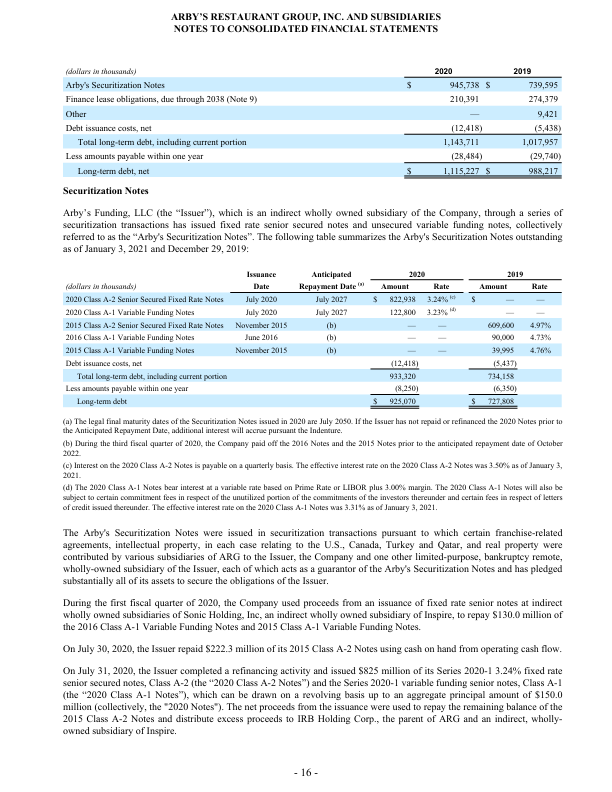 ARBY'S RESTAURANT GROUP, INC. AND SUBSIDIARIES
NOTES TO CONSOLIDATED FINANCIAL STATEMENTS
(dollars in thousands) 2020 2019
Arby's Securitization Notes $ 945,738 $ 739,595
Finance lease obligations, due through 2038 (Note 9) 210,391 274,379
Other — 9,421
Debt issuance costs, net (12,418) (5,438)
Total long-term debt, including current portion 1,143,711 1,017,957
Less amounts payable within one year (28,484) (29,740)
Long-term debt, net $ 1,115,227 $ 988,217
Securitization Notes
Arby's Funding, LLC (the "Issuer"), which is an indirect wholly owned subsidiary of the Company, through a series of
securitization transactions has issued fixed rate senior secured notes and unsecured variable funding notes, collectively
referred to as the "Arby's Securitization Notes". The following table summarizes the Arby's Securitization Notes outstanding
as of January 3, 2021 and December 29, 2019:
Issuance Anticipated 2020 2019
(dollars in thousands) Date Repayment Date (a) Amount Rate Amount Rate
2020 Class A-2 Senior Secured Fixed Rate Notes July 2020 July 2027 $ 822,938 3.24% (c) $ — —
2020 Class A-1 Variable Funding Notes July 2020 July 2027 122,800 3.23% (d) — —
2015 Class A-2 Senior Secured Fixed Rate Notes November 2015 (b) — — 609,600 4.97%
2016 Class A-1 Variable Funding Notes June 2016 (b) — — 90,000 4.73%
2015 Class A-1 Variable Funding Notes November 2015 (b) — — 39,995 4.76%
Debt issuance costs, net (12,418) (5,437)
Total long-term debt, including current portion 933,320 734,158
Less amounts payable within one year (8,250) (6,350)
Long-term debt $ 925,070 $ 727,808
(a) The legal final maturity dates of the Securitization Notes issued in 2020 are July 2050. If the Issuer has not repaid or refinanced the 2020 Notes prior to
the Anticipated Repayment Date, additional interest will accrue pursuant the Indenture.
(b) During the third fiscal quarter of 2020, the Company paid off the 2016 Notes and the 2015 Notes prior to the anticipated repayment date of October
2022.
(c) Interest on the 2020 Class A-2 Notes is payable on a quarterly basis. The effective interest rate on the 2020 Class A-2 Notes was 3.50% as of January 3,
2021.
(d) The 2020 Class A-1 Notes bear interest at a variable rate based on Prime Rate or LIBOR plus 3.00% margin. The 2020 Class A-1 Notes will also be
subject to certain commitment fees in respect of the unutilized portion of the commitments of the investors thereunder and certain fees in respect of letters
of credit issued thereunder. The effective interest rate on the 2020 Class A-1 Notes was 3.31% as of January 3, 2021.
The Arby's Securitization Notes were issued in securitization transactions pursuant to which certain franchise-related
agreements, intellectual property, in each case relating to the U.S., Canada, Turkey and Qatar, and real property were
contributed by various subsidiaries of ARG to the Issuer, the Company and one other limited-purpose, bankruptcy remote,
wholly-owned subsidiary of the Issuer, each of which acts as a guarantor of the Arby's Securitization Notes and has pledged
substantially all of its assets to secure the obligations of the Issuer.
During the first fiscal quarter of 2020, the Company used proceeds from an issuance of fixed rate senior notes at indirect
wholly owned subsidiaries of Sonic Holding, Inc, an indirect wholly owned subsidiary of Inspire, to repay $130.0 million of
the 2016 Class A-1 Variable Funding Notes and 2015 Class A-1 Variable Funding Notes.
On July 30, 2020, the Issuer repaid $222.3 million of its 2015 Class A-2 Notes using cash on hand from operating cash flow.
On July 31, 2020, the Issuer completed a refinancing activity and issued $825 million of its Series 2020-1 3.24% fixed rate
senior secured notes, Class A-2 (the "2020 Class A-2 Notes") and the Series 2020-1 variable funding senior notes, Class A-1
(the "2020 Class A-1 Notes"), which can be drawn on a revolving basis up to an aggregate principal amount of $150.0
million (collectively, the "2020 Notes"). The net proceeds from the issuance were used to repay the remaining balance of the
2015 Class A-2 Notes and distribute excess proceeds to IRB Holding Corp., the parent of ARG and an indirect, wholly-
owned subsidiary of Inspire.
- 16 -